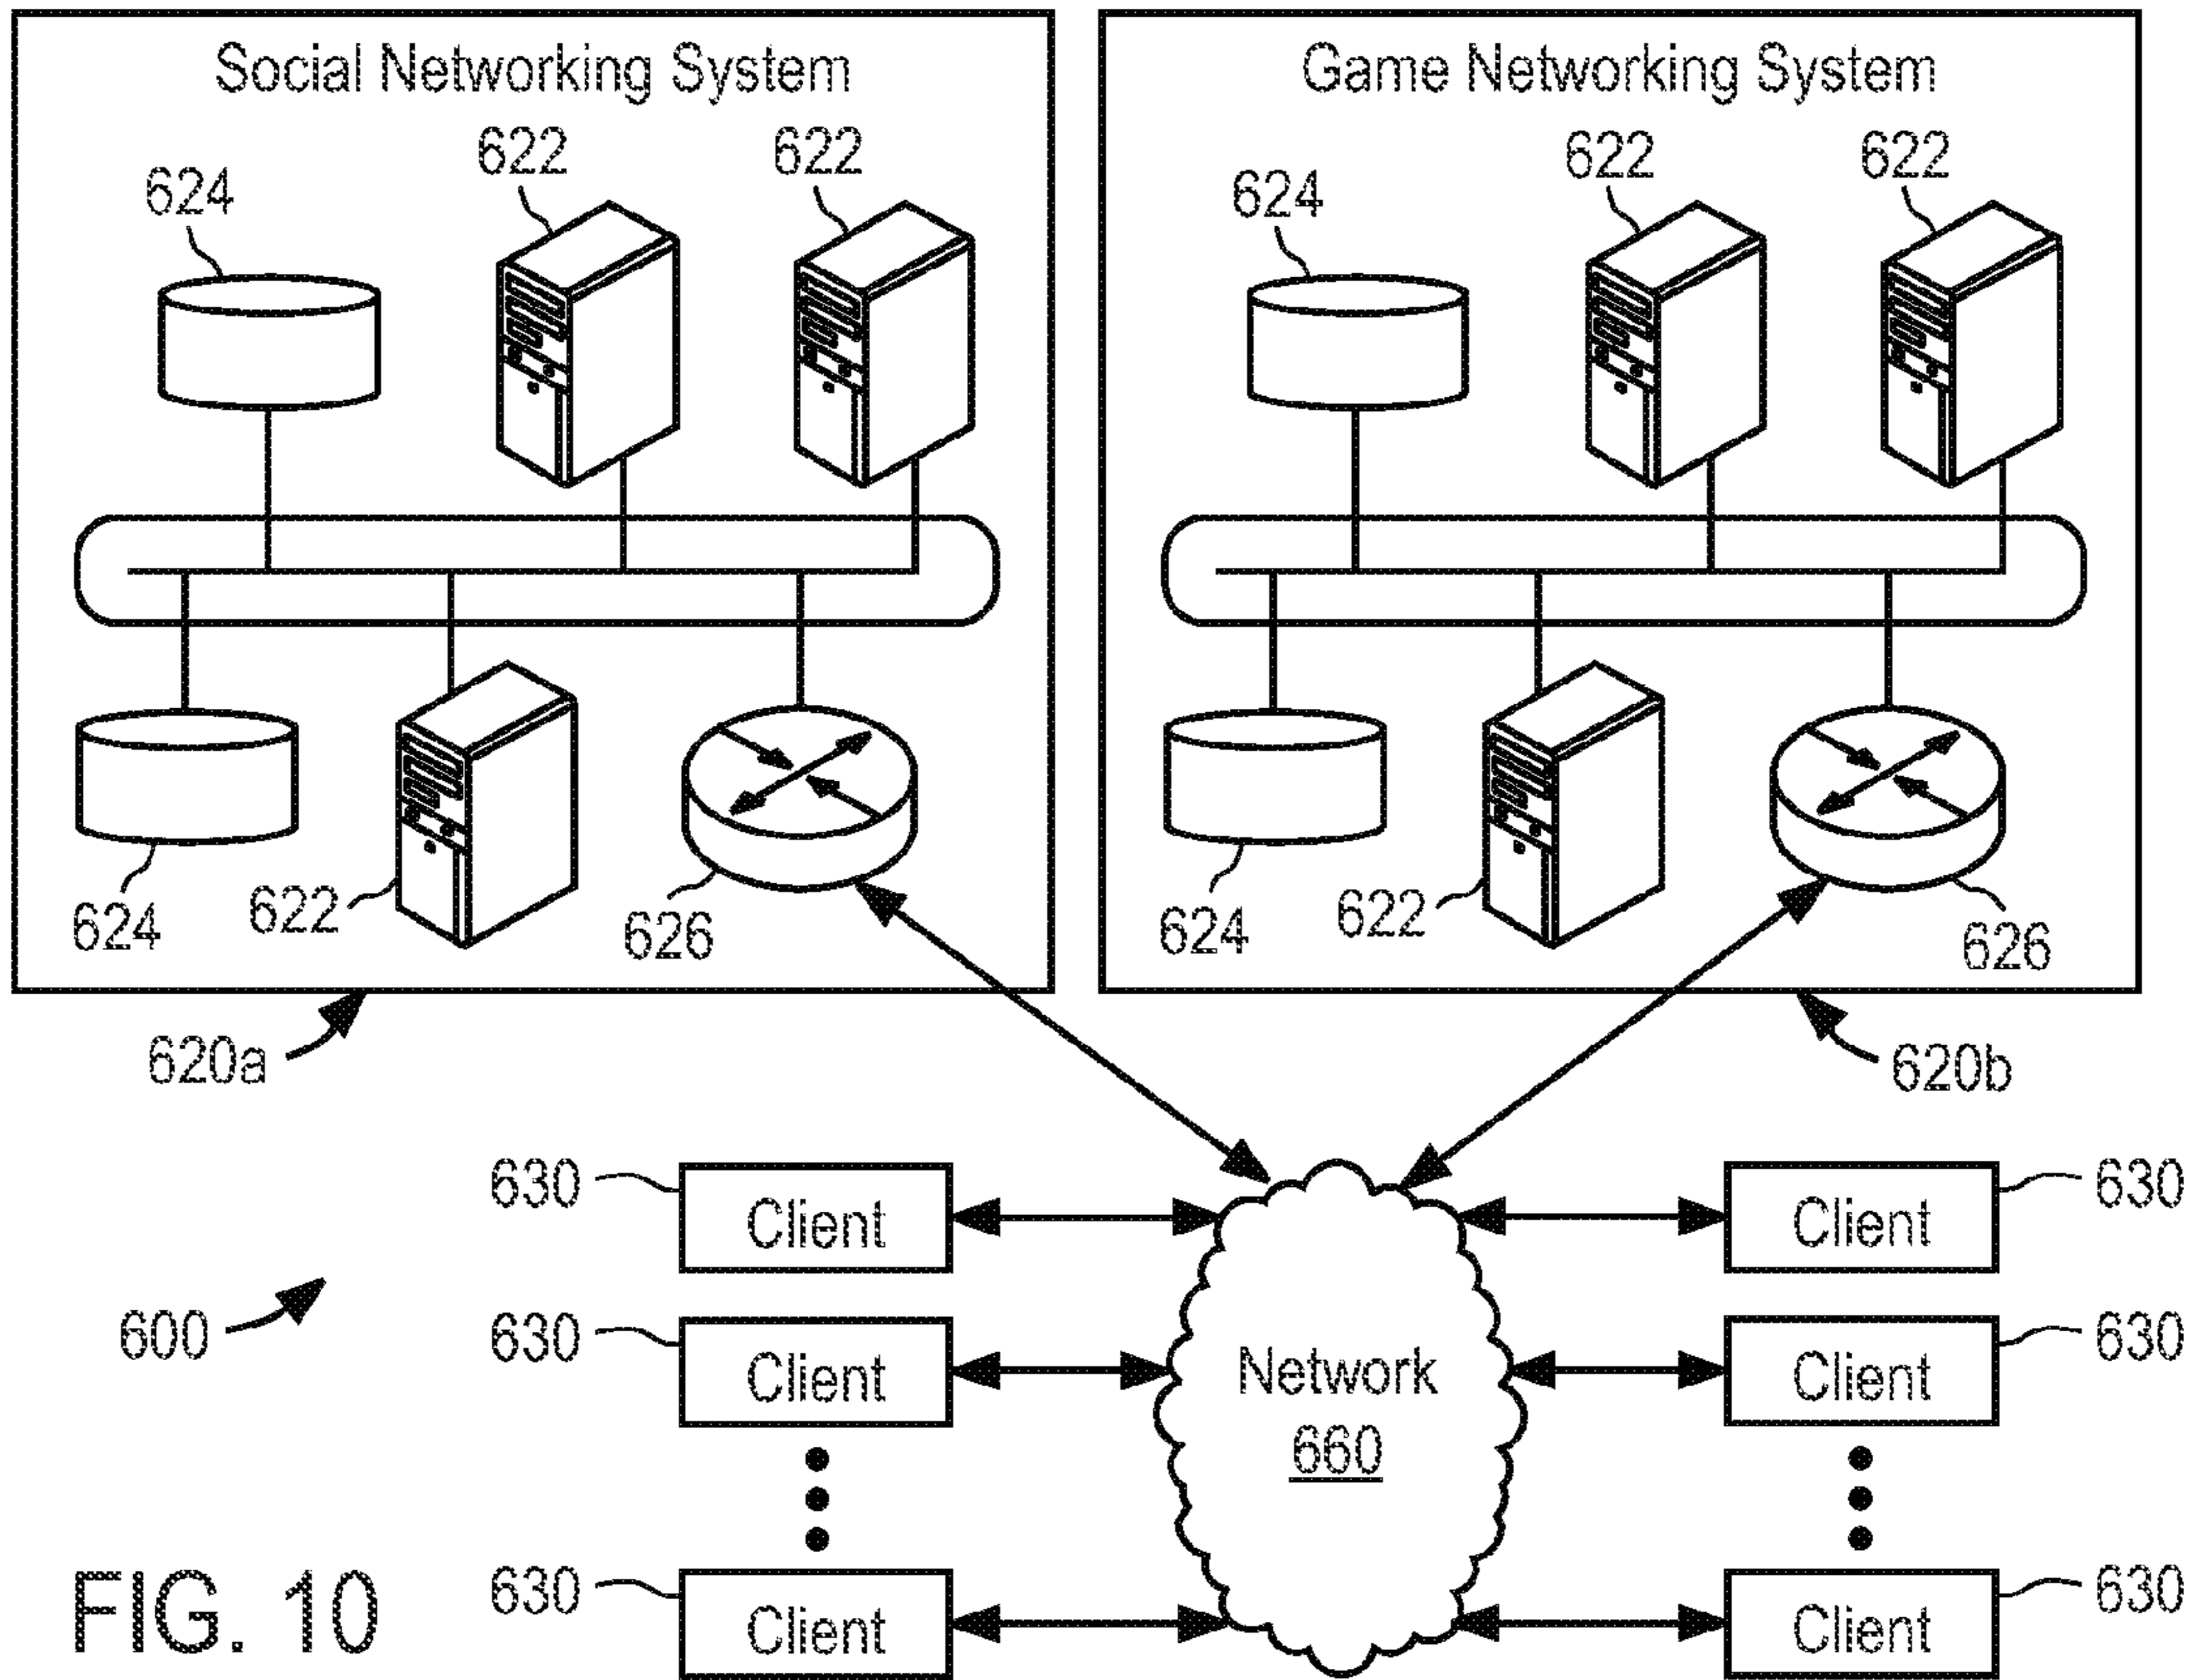 Social Networking System
622 622
624
624
622
626
620a
Game Networking System
622 622
624
624
622
626
620b
630 Client
Client 630
600
630 Client
Client 630
Network
660
630 Client
Client 630
FIG. 10